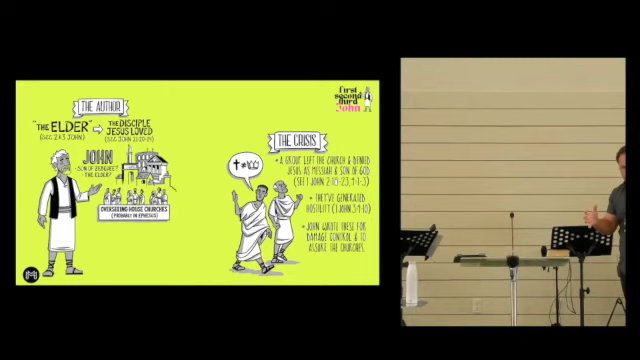 THE AUTHOR
"THE ELDER"
(SEE 2&3 JOHN)
THE DISCIPLE
JESUS LOVED
(SEE JOHN 21:20-24)
JOHN
- SON OF ZEBEDEE?
- THE ELDER?
OVERSEEING HOUSE CHURCHES
(PROBABLY IN EPHESUS)
first
second
third
John
THE CRISIS
• A GROUP LEFT THE CHURCH & DENIED
JESUS AS MESSIAH & SON OF GOD
(SEE 1 JOHN 2:18-23, 4:1-3)
• THEY'VE GENERATED
HOSTILITY (1 JOHN 3:4-10)
• JOHN WROTE THESE FOR
DAMAGE CONTROL & TO
ASSURE THE CHURCHES.